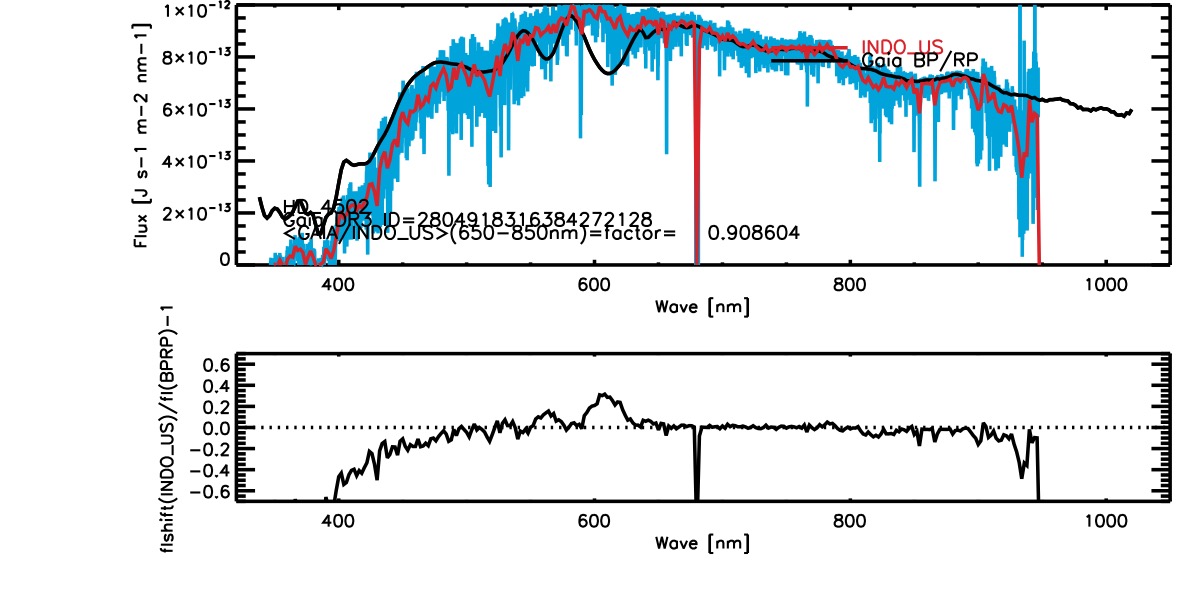 1×10−12
8×10−13
6×10−13
4×10−13
2×10−13
0
Flux [J s−1 m−2 nm−1]
INDO_US
Gaia BP/RP
HD_4502
Gaia DR3_ID=2804918316384272128
<GAIA/INDO_US>(650−850nm)=factor= 0.908604
400 600 800 1000
Wave [nm]
flshift(INDO_US)/fl(BPRP)−1
0.6
0.4
0.2
0.0
−0.2
−0.4
−0.6
400 600 800 1000
Wave [nm]